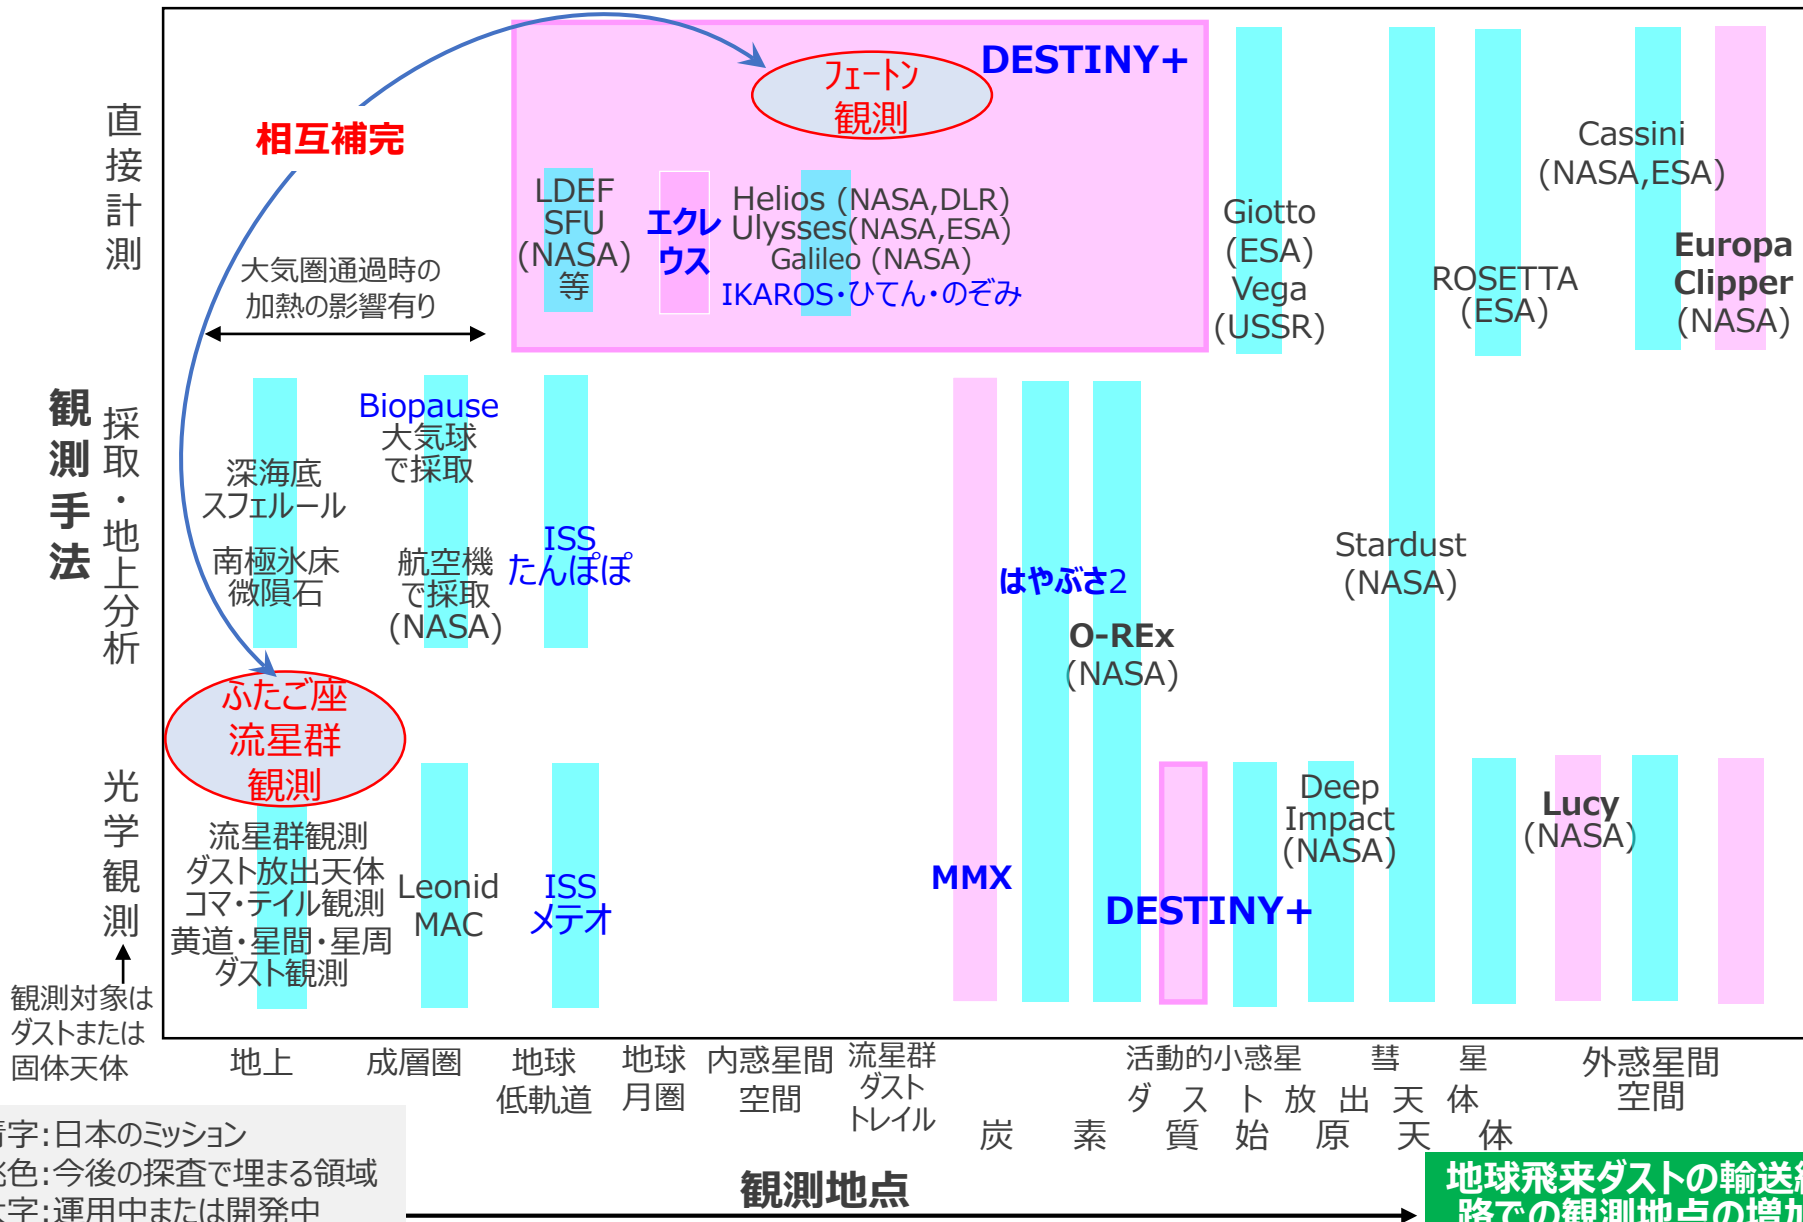 DESTINY+
フェートン
観測
相互補完
直接計測
LDEF
SFU
(NASA)
等
エクレ
ウス
Helios (NASA,DLR)
Ulysses(NASA,ESA)
Galileo (NASA)
IKAROS・ひてん・のぞみ
Giotto
(ESA)
Vega
(USSR)
ROSETTA
(ESA)
Cassini
(NASA,ESA)
Europa
Clipper
(NASA)
大気圏通過時の
加熱の影響有り
観測手法
採取・地上分析
深海底
スフェルール
南極氷床
微隕石
Biopause
大気球
で採取
航空機
で採取
(NASA)
ISS
たんぽぽ
はやぶさ2
O-REx
(NASA)
Stardust
(NASA)
ふたご座
流星群
観測
光学観測
流星群観測
ダスト放出天体
コマ・テイル観測
黄道・星間・星周
ダスト観測
Leonid
MAC
ISS
メテオ
MMX
DESTINY+
Deep
Impact
(NASA)
Lucy
(NASA)
観測対象は
ダストまたは
固体天体
地上
成層圏
地球
低軌道
地球
月圏
内惑星間
空間
流星群
ダスト
トレイル
活動的小惑星
彗星
ダスト放出天体
炭素質始原天体
外惑星間
空間
字:日本のミッション
色:今後の探査で埋まる領域
字:運用中または開発中
観測地点
地球飛来ダストの輸送
路での観測地点の増加